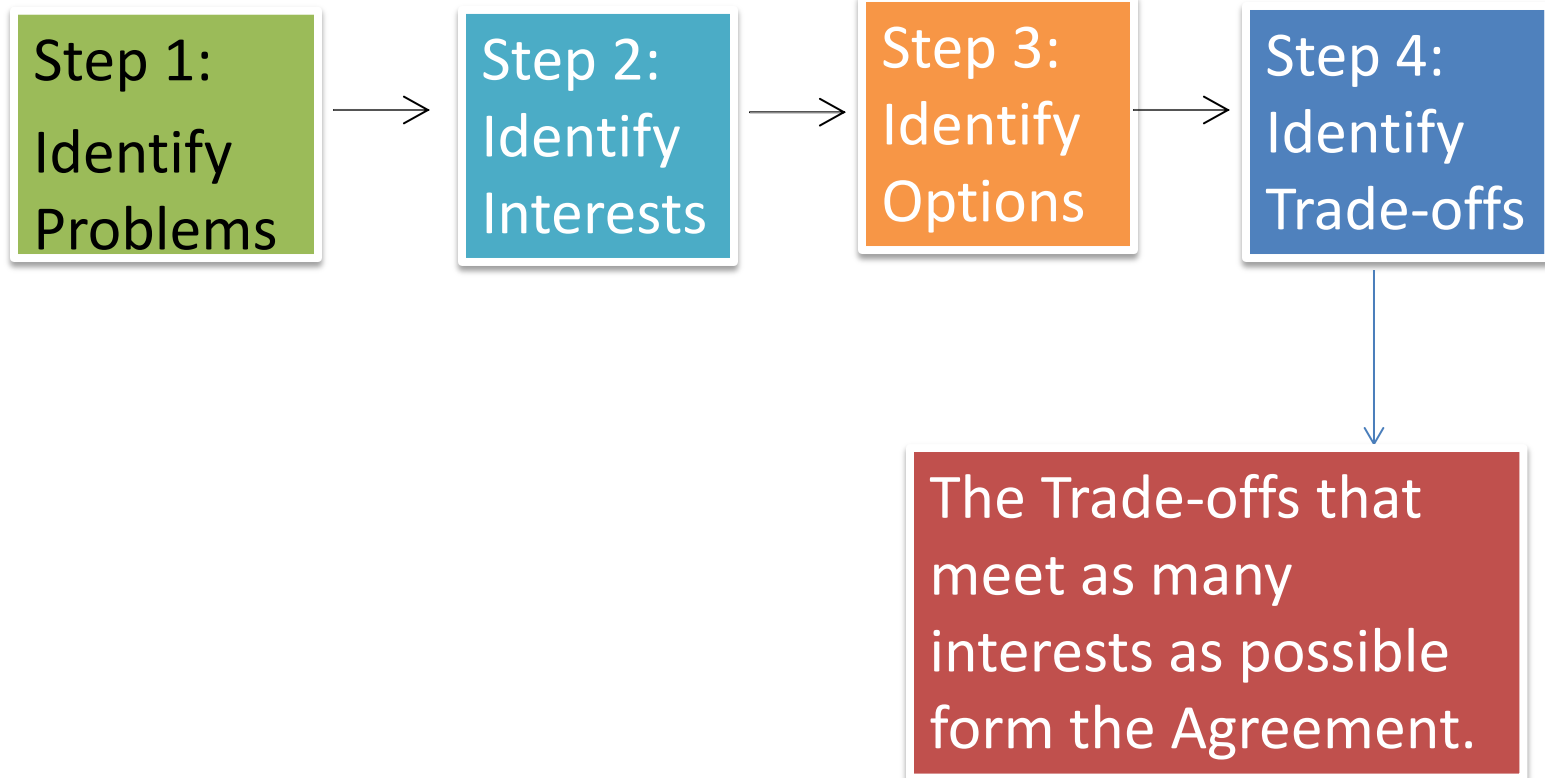 Step 1:
Identify
Problems
Step 2:
Identify
Interests
Step 3:
Identify
Options
Step 4:
Identify
Trade-offs
The Trade-offs that
meet as many
interests as possible
form the Agreement.